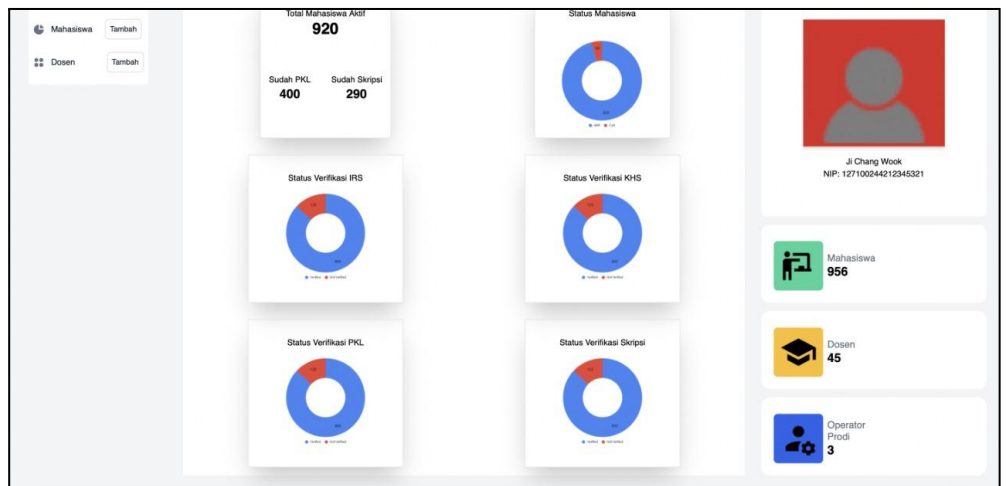 Mahasiswa Tambah
Dosen Tambah
Total Mahasiswa Aktif
920
Sudah PKL Sudah Skripsi
400 290
Status Mahasiswa
Status Verifikasi IRS
Status Verifikasi KHS
Status Verifikasi PKL
Status Verifikasi Skripsi
Ji Chang Wook
NIP: 127100244212345321
Mahasiswa
956
Dosen
45
Operator
Prodi
3